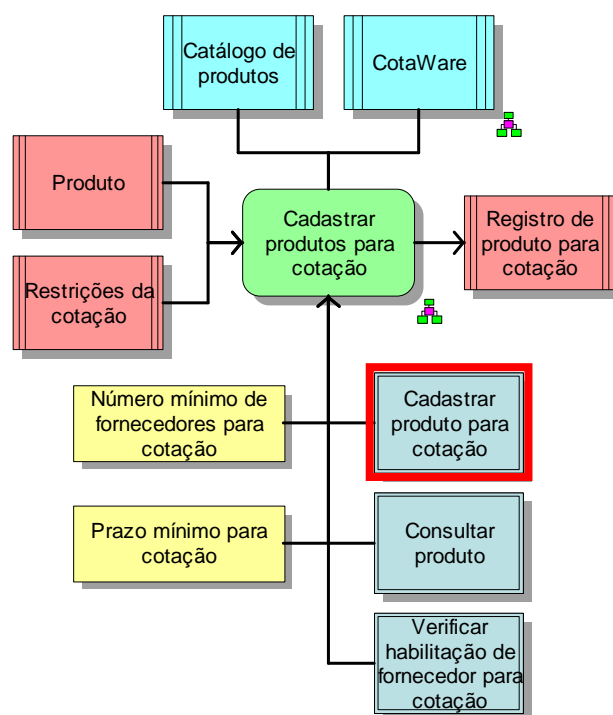 Catálogo de
produtos
CotaWare
Produto
Cadastrar
produtos para
cotação
Registro de
produto para
cotação
Restrições da
cotação
Número mínimo de
fornecedores para
cotação
Cadastrar
produto para
cotação
Prazo mínimo para
cotação
Consultar
produto
Verificar
habilitação de
fornecedor para
cotação